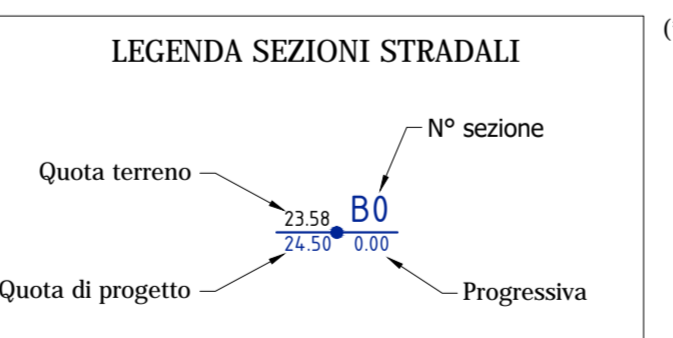 LEGENDA SEZIONI STRADALI
N° sezione
Quota terreno
23.58 B0
24.50 0.00
Quota di progetto
Progressiva